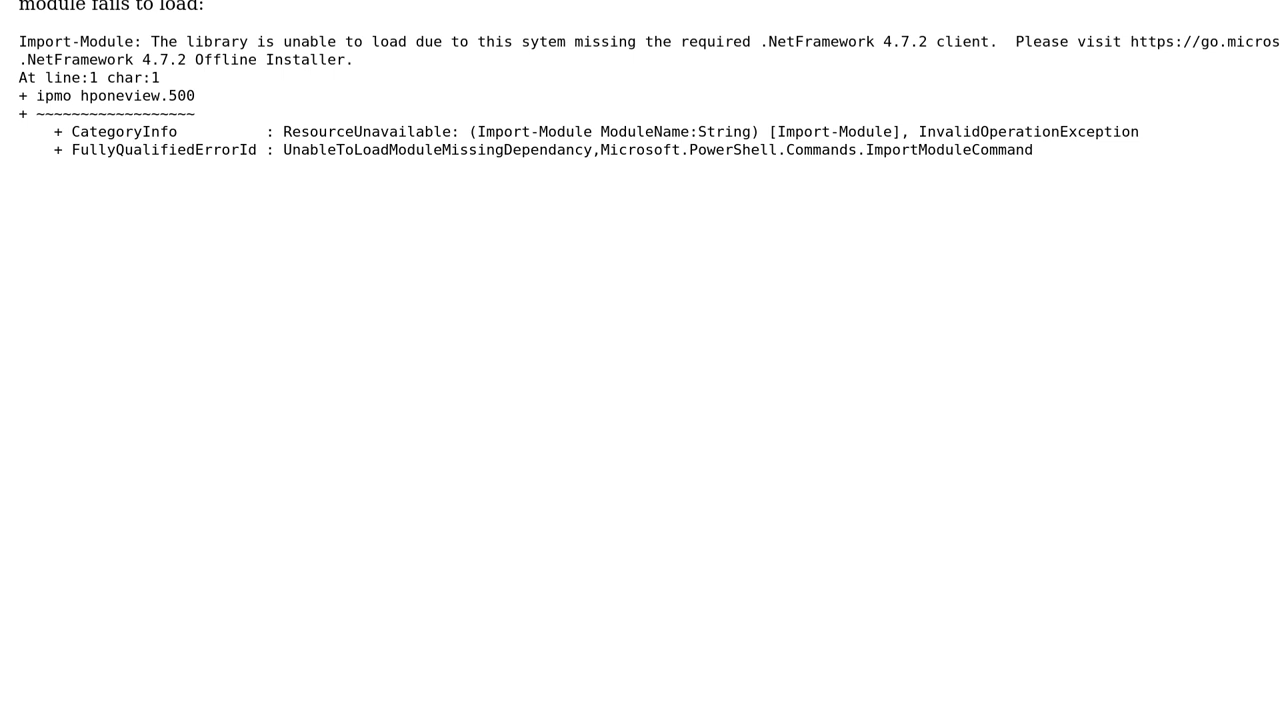 module fails to load:
Import-Module: The library is unable to load due to this sytem missing the required .NetFramework 4.7.2 client.  Please visit https://go.micros
.NetFramework 4.7.2 Offline Installer.
At line:1 char:1
+ ipmo hponeview.500
+ ~~~~~~~~~~~~~~~~~~
    + CategoryInfo          : ResourceUnavailable: (Import-Module ModuleName:String) [Import-Module], InvalidOperationException
    + FullyQualifiedErrorId : UnableToLoadModuleMissingDependancy,Microsoft.PowerShell.Commands.ImportModuleCommand